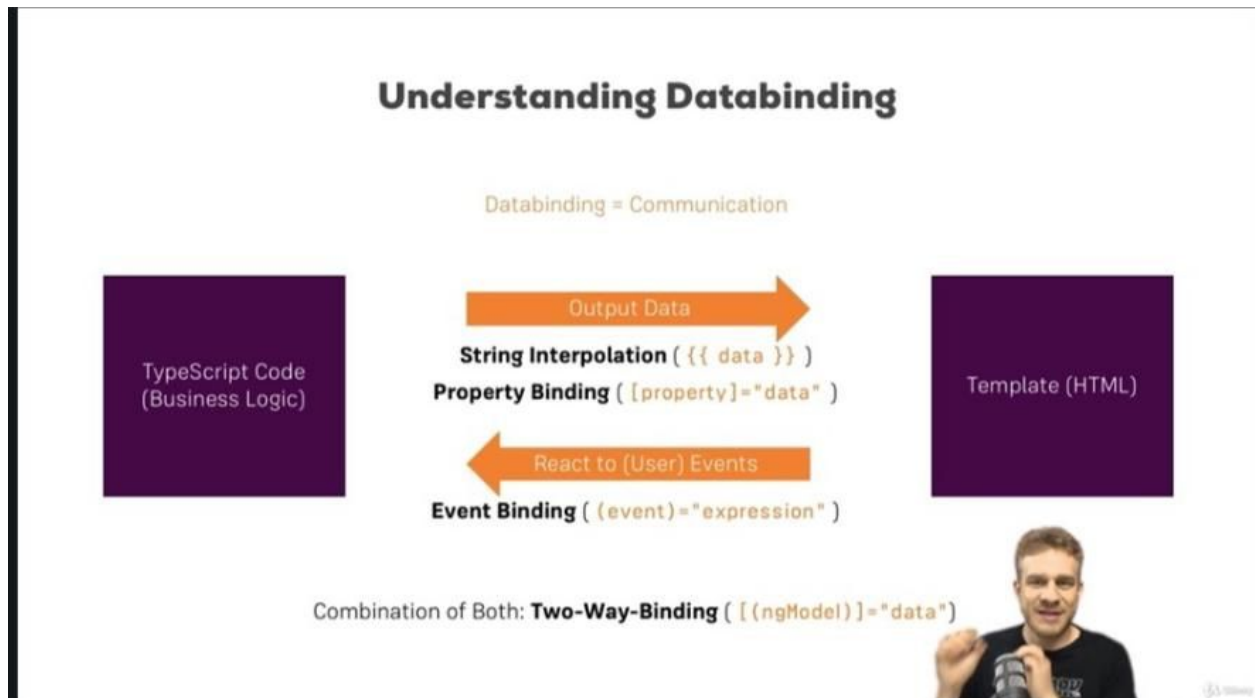 Understanding Databinding
Databinding = Communication
TypeScript Code
(Business Logic)
Output Data
String Interpolation ( {{ data }} )
Property Binding ( [property]="data" )
React to (User) Events
Event Binding ( (event)="expression" )
Template (HTML)
Combination of Both: Two-Way-Binding ( [(ngModel)]="data")